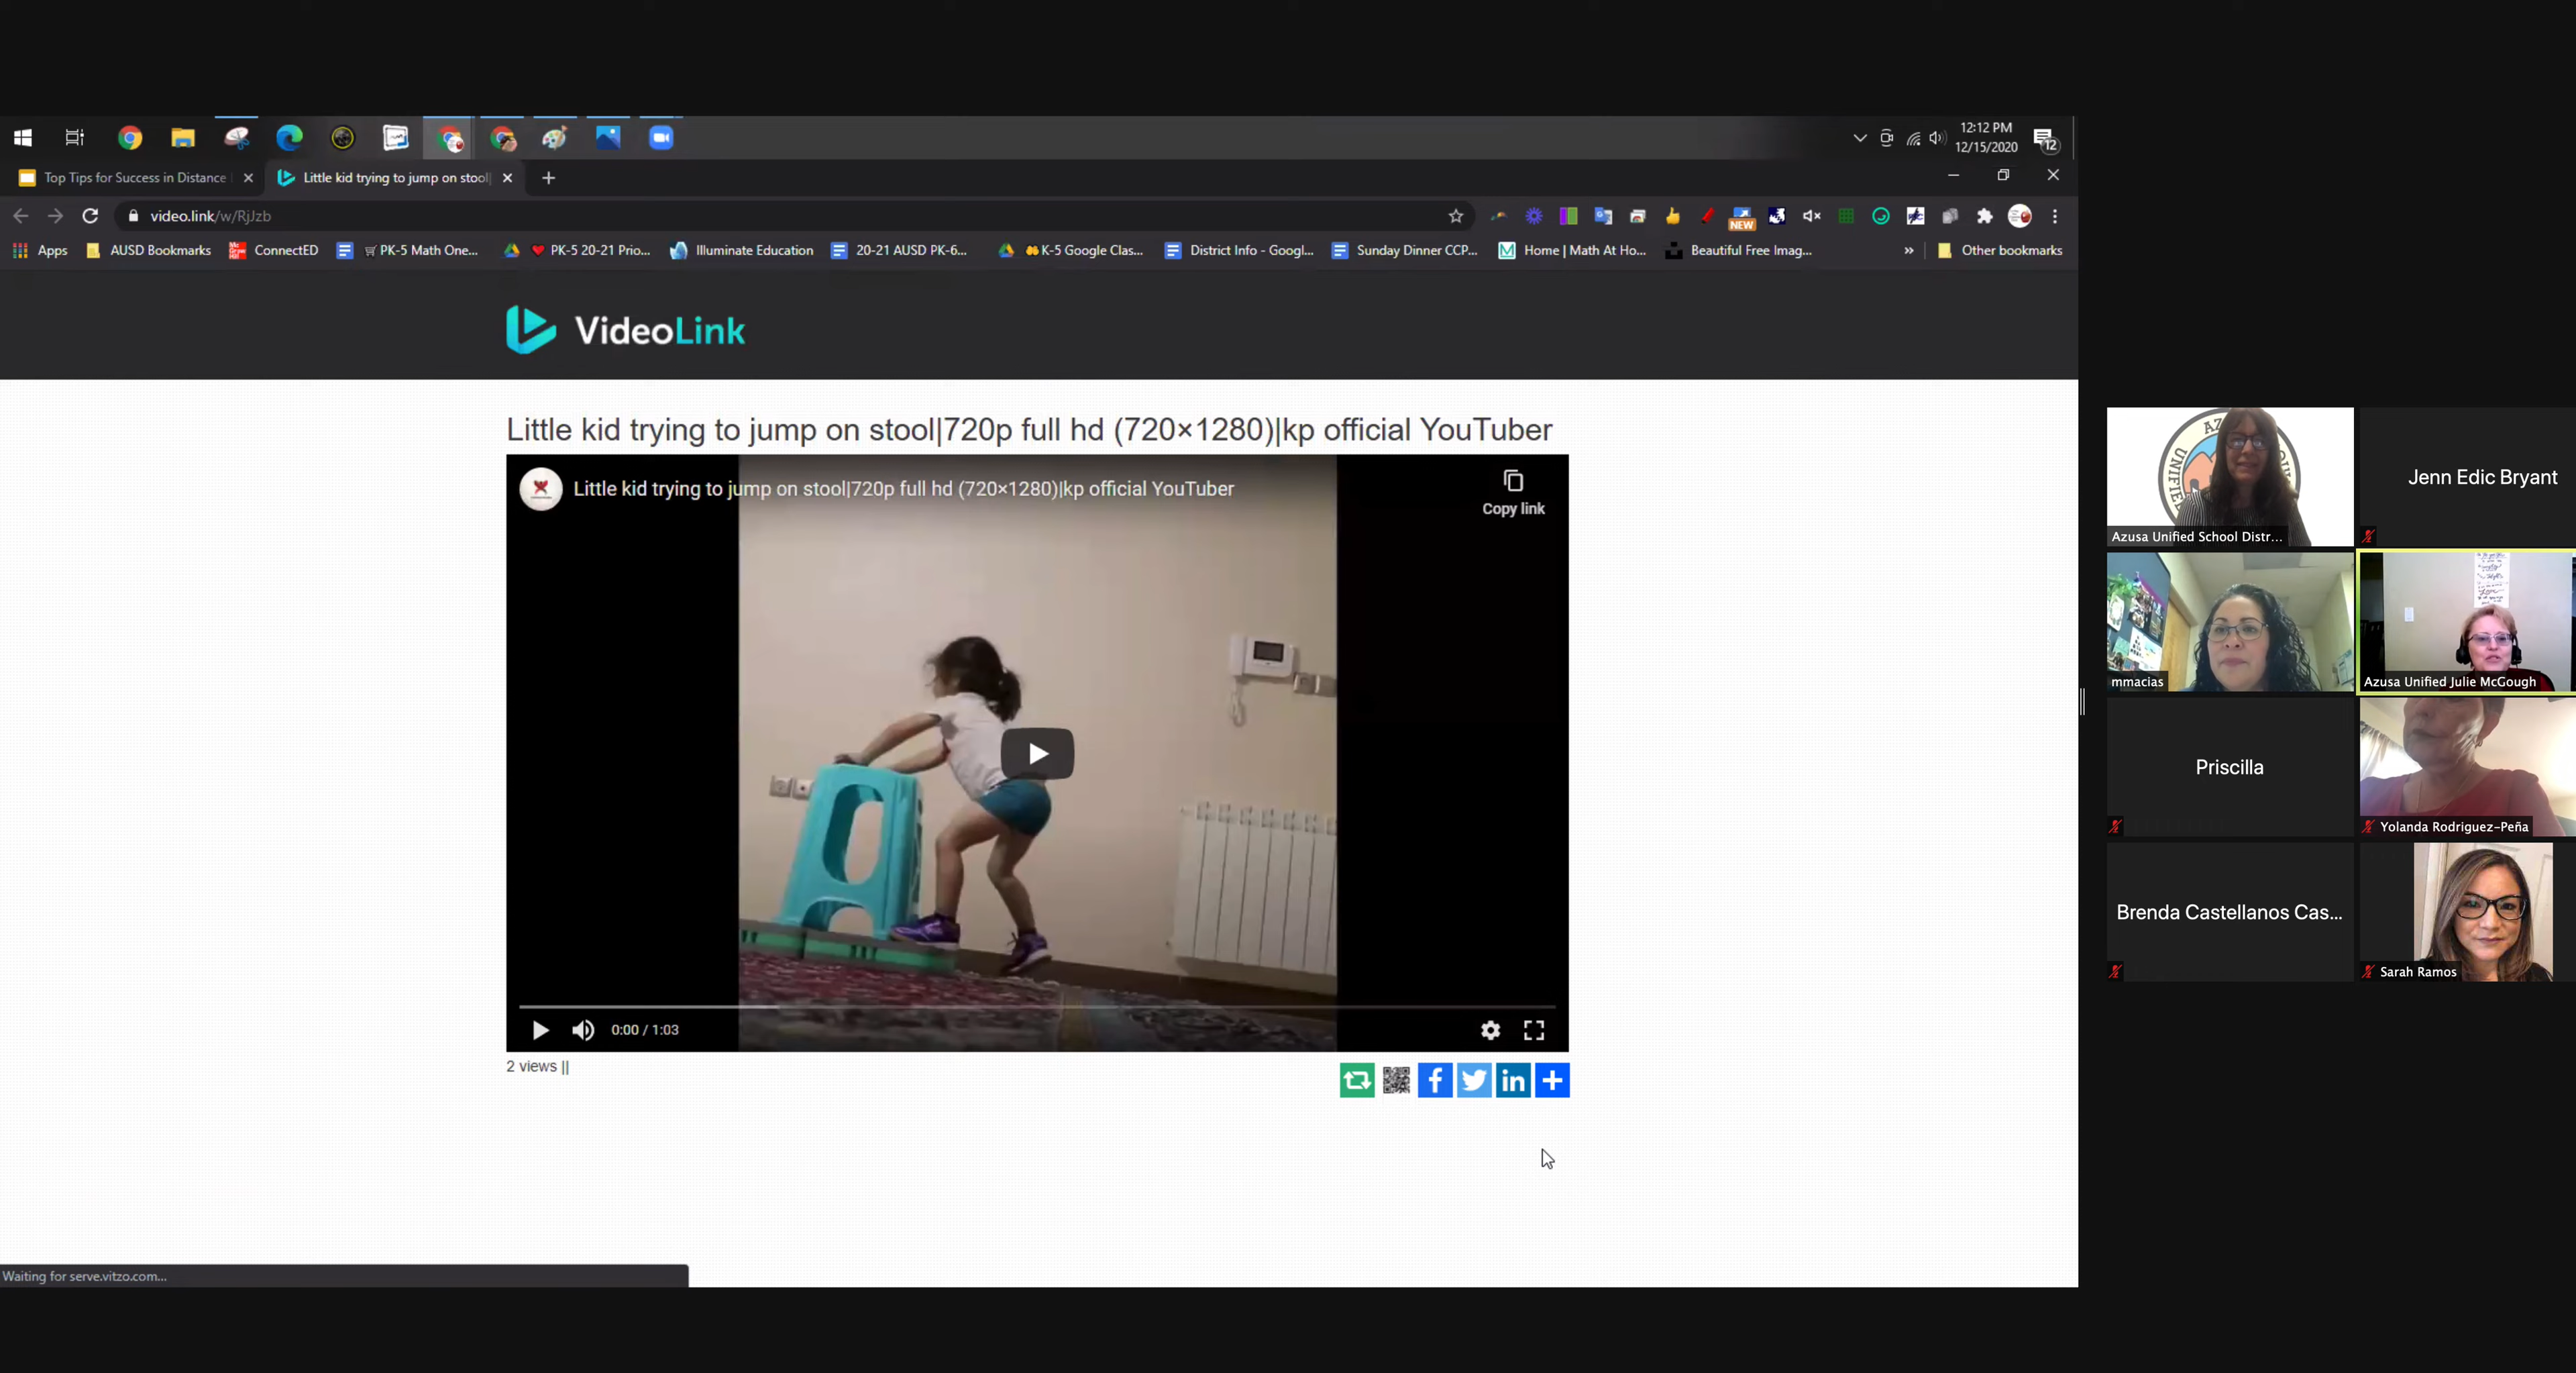 12:12 PM
12/15/2020
12
Top Tips for Success in Distance
Little kid trying to jump on stool|
video.link/w/RjJzb
NEW
Apps
AUSD Bookmarks
ConnectED
PK-5 Math One...
PK-5 20-21 Prio...
Illuminate Education
20-21 AUSD PK-6...
K-5 Google Clas...
District Info - Googl...
Sunday Dinner CCP...
Home | Math At Ho...
Beautiful Free Imag...
»
Other bookmarks
VideoLink
Little kid trying to jump on stool|720p full hd (720×1280)|kp official YouTuber
Little kid trying to jump on stool|720p full hd (720×1280)|kp official YouTuber
Copy link
0:00 / 1:03
2 views ||
Waiting for serve.vitzo.com...
Azusa Unified School Distr...
Jenn Edic Bryant
mmacias
Azusa Unified Julie McGough
Priscilla
Yolanda Rodriguez-Peña
Brenda Castellanos Cas...
Sarah Ramos